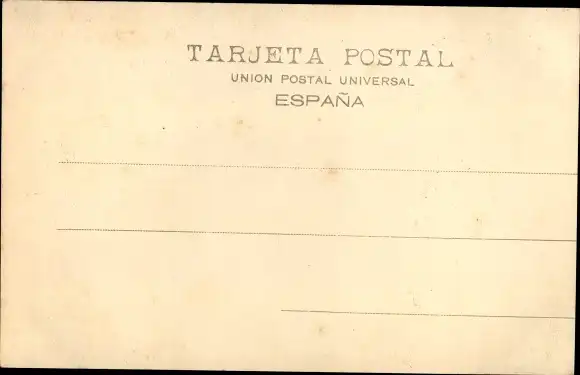 TARJETA POSTAL
UNION POSTAL UNIVERSAL
ESPAÑA